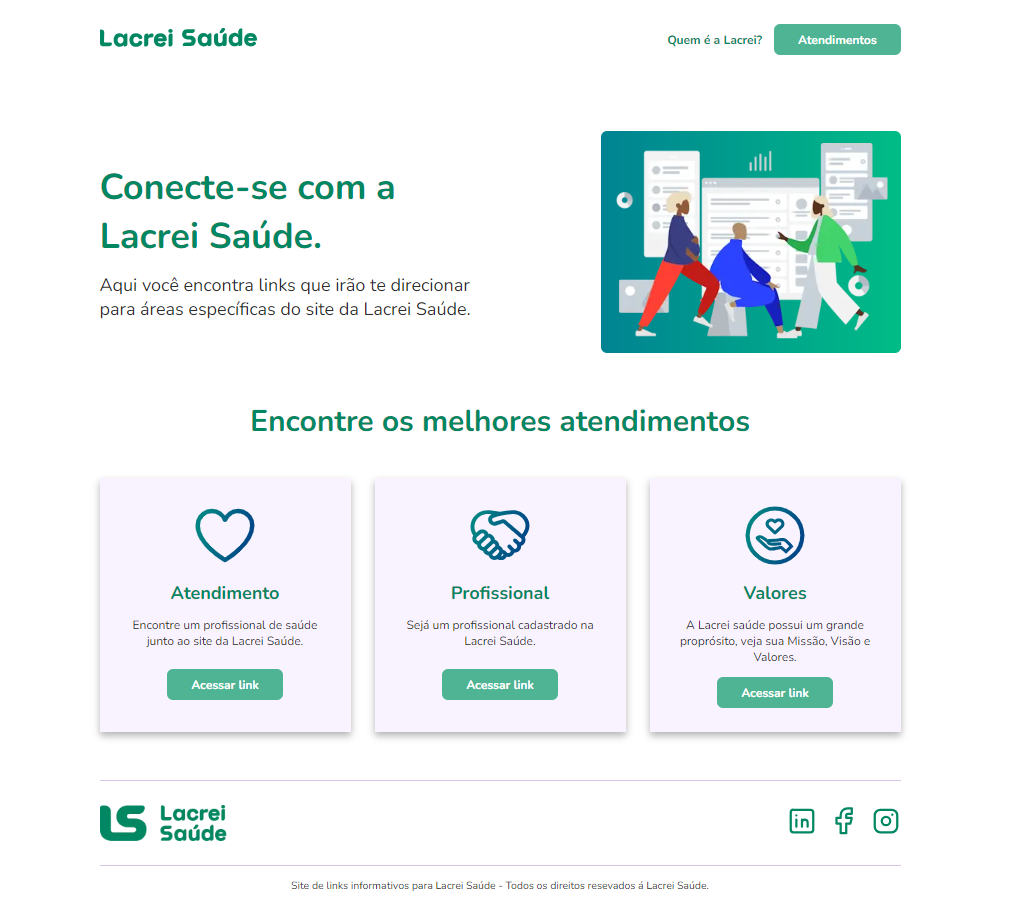 Lacrei Saúde
Quem é a Lacrei?
Atendimentos
Conecte-se com a
Lacrei Saúde.
Aqui você encontra links que irão te direcionar
para áreas específicas do site da Lacrei Saúde.
Encontre os melhores atendimentos
Atendimento
Encontre um profissional de saúde
junto ao site da Lacrei Saúde.
Acessar link
Profissional
Sejá um profissional cadastrado na
Lacrei Saúde.
Acessar link
Valores
A Lacrei saúde possui um grande
proprósito, veja sua Missão, Visão e
Valores.
Acessar link
LS
Lacrei
Saúde
in
Site de links informativos para Lacrei Saúde - Todos os direitos resevados á Lacrei Saúde.